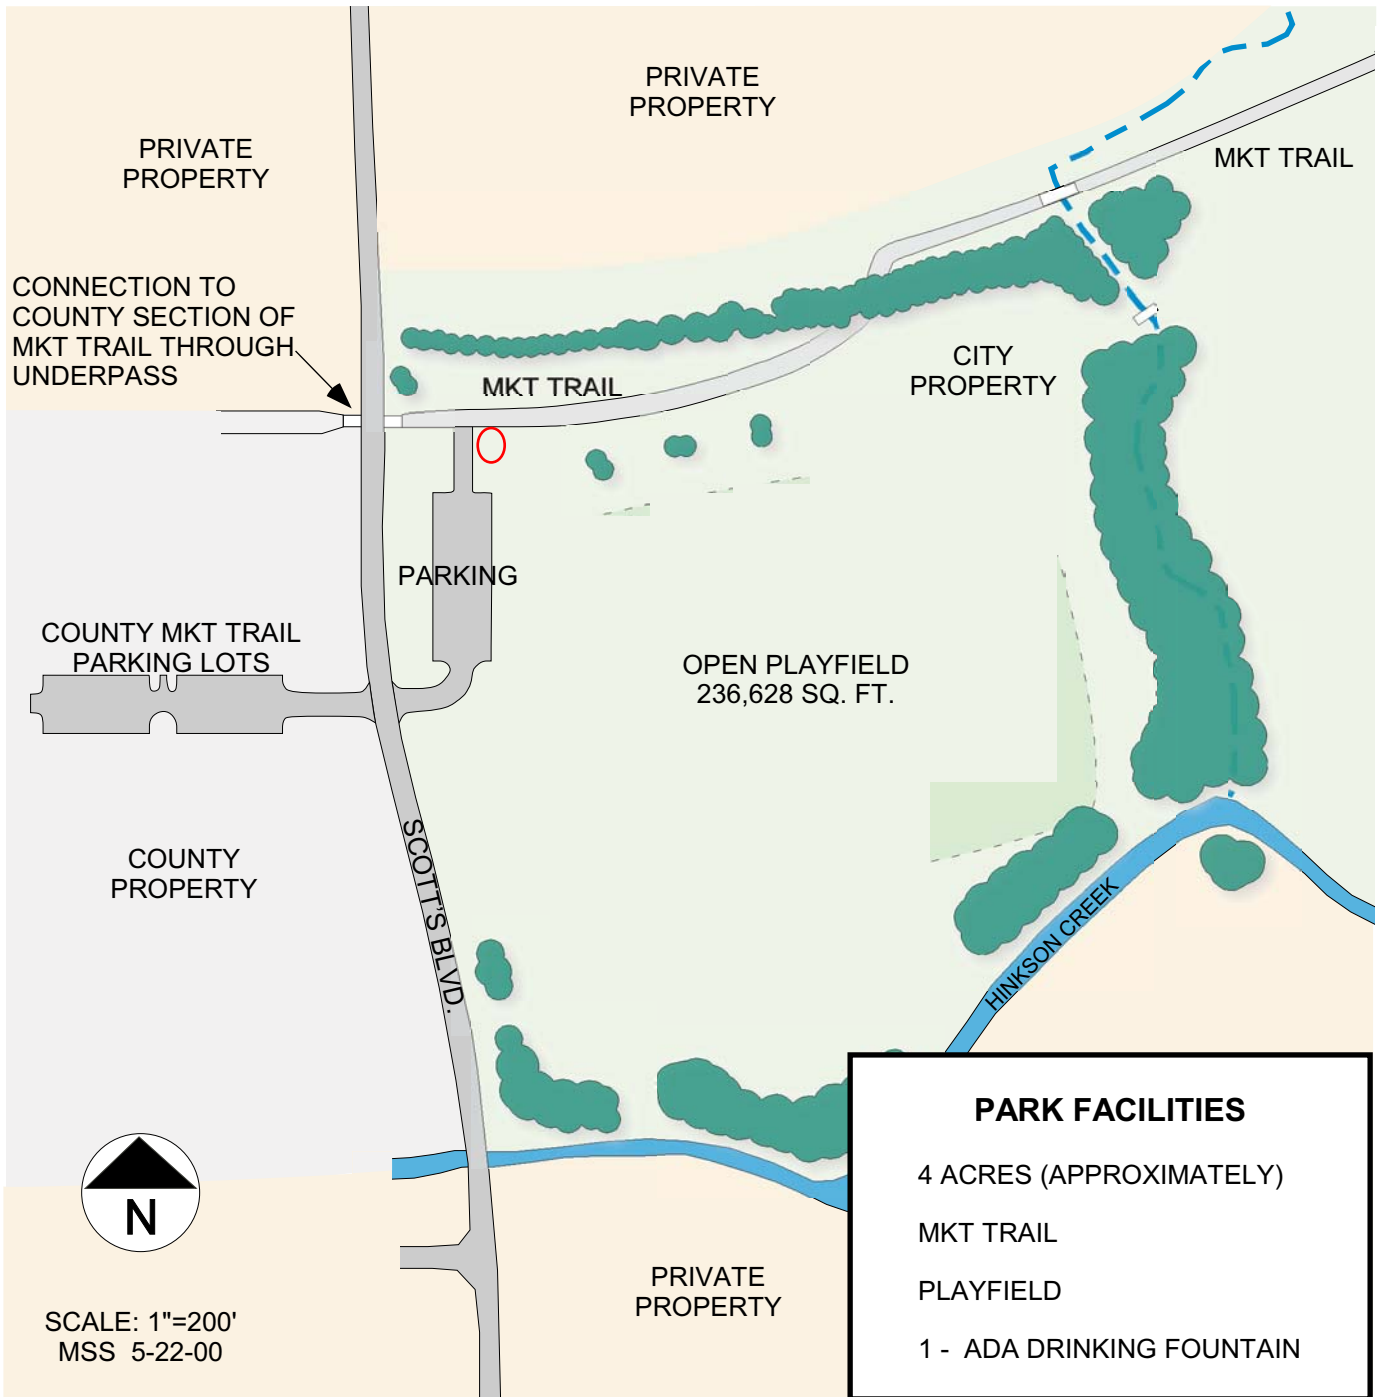 PRIVATE
PROPERTY
PRIVATE
PROPERTY
MKT TRAIL
CONNECTION TO
COUNTY SECTION OF
MKT TRAIL THROUGH
UNDERPASS
MKT TRAIL
CITY
PROPERTY
PARKING
COUNTY MKT TRAIL
PARKING LOTS
OPEN PLAYFIELD
236,628 SQ. FT.
COUNTY
PROPERTY
SCOTT'S BLVD.
HINKSON CREEK
N
SCALE: 1"=200'
MSS 5-22-00
PRIVATE
PROPERTY
PARK FACILITIES
4 ACRES (APPROXIMATELY)
MKT TRAIL
PLAYFIELD
1 - ADA DRINKING FOUNTAIN